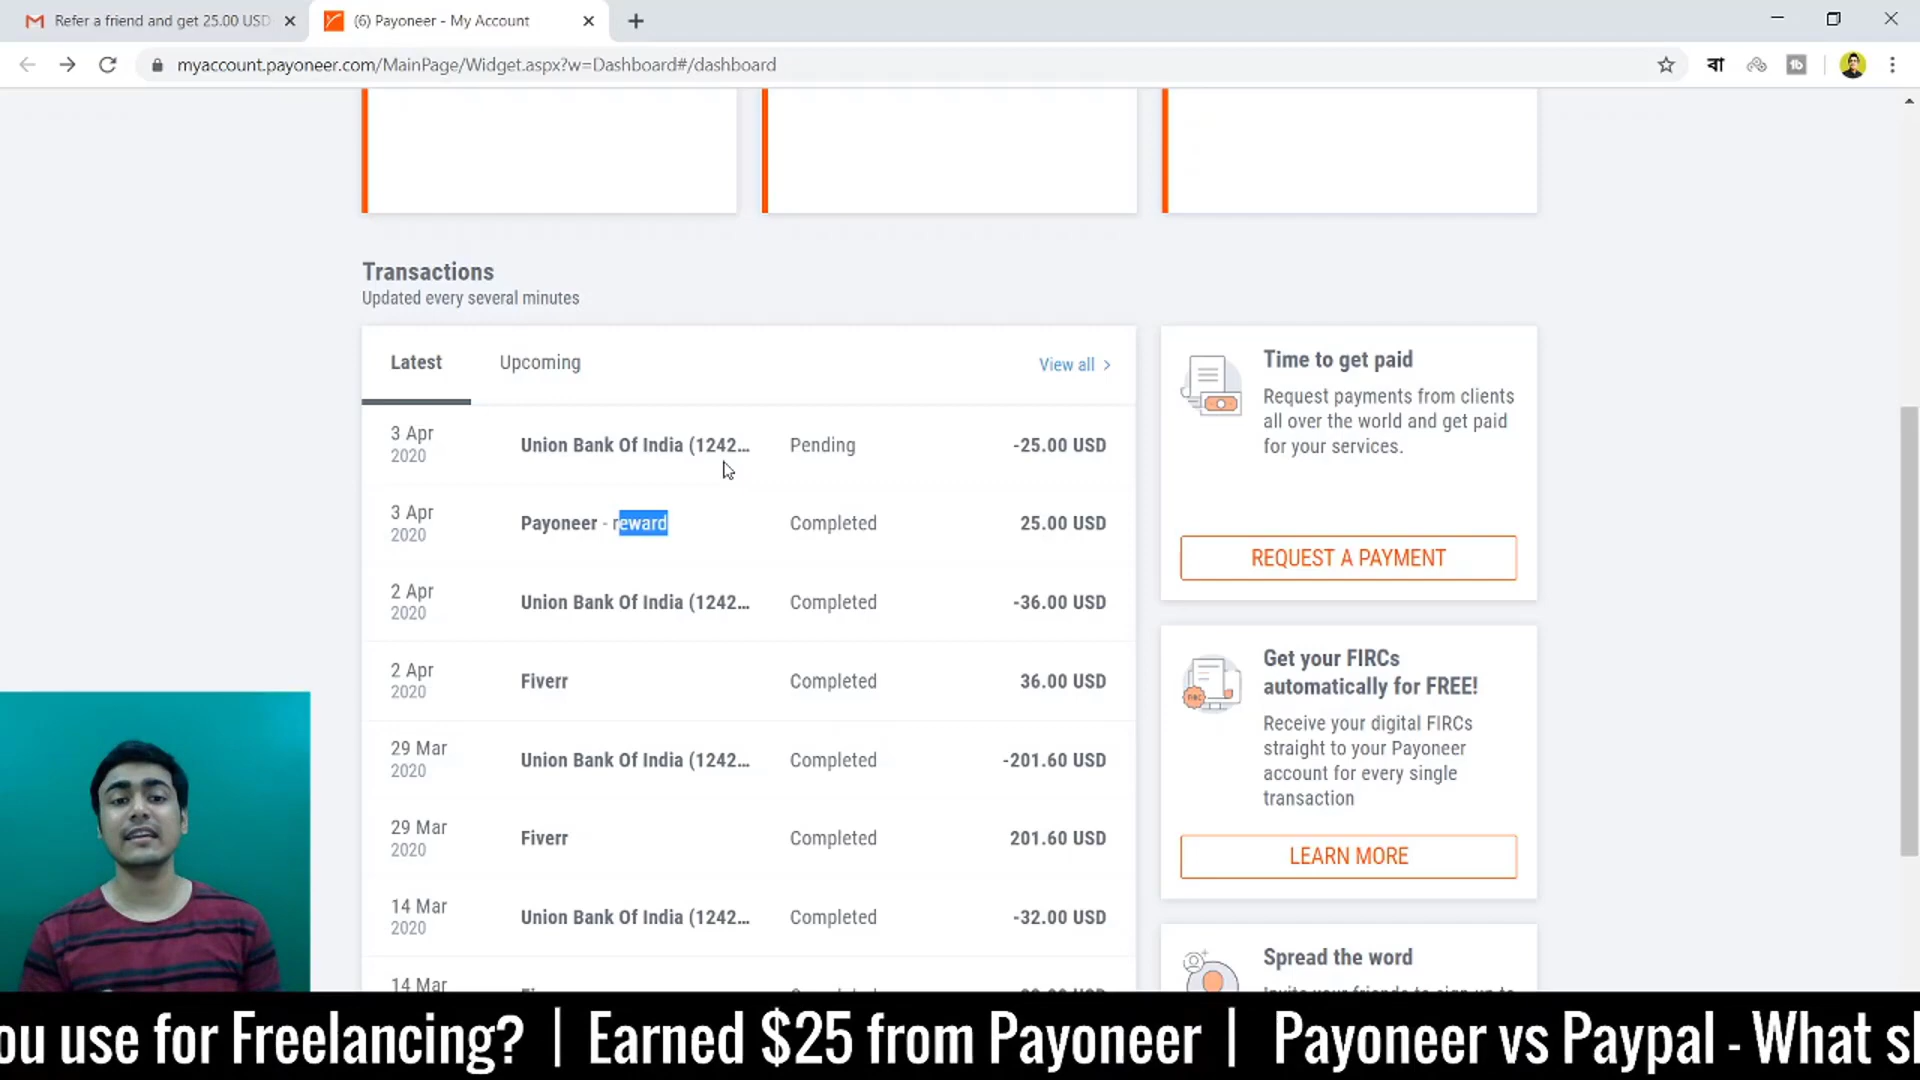 Refer a friend and get 25.00 USD
(6) Payoneer - My Account
myaccount.payoneer.com/MainPage/Widget.aspx?w=Dashboard#/dashboard
বা
Transactions
Updated every several minutes
Latest
Upcoming
View all >
3 Apr
2020
Union Bank Of India (1242...
Pending
-25.00 USD
3 Apr
2020
Payoneer - reward
Completed
25.00 USD
2 Apr
2020
Union Bank Of India (1242...
Completed
-36.00 USD
2 Apr
2020
Fiverr
Completed
36.00 USD
29 Mar
2020
Union Bank Of India (1242...
Completed
-201.60 USD
29 Mar
2020
Fiverr
Completed
201.60 USD
14 Mar
2020
Union Bank Of India (1242...
Completed
-32.00 USD
14 Mar
Time to get paid
Request payments from clients
all over the world and get paid
for your services.
REQUEST A PAYMENT
Get your FIRCs
automatically for FREE!
Receive your digital FIRCs
straight to your Payoneer
account for every single
transaction
LEARN MORE
Spread the word
ou use for Freelancing? | Earned $25 from Payoneer | Payoneer vs Paypal - What sh